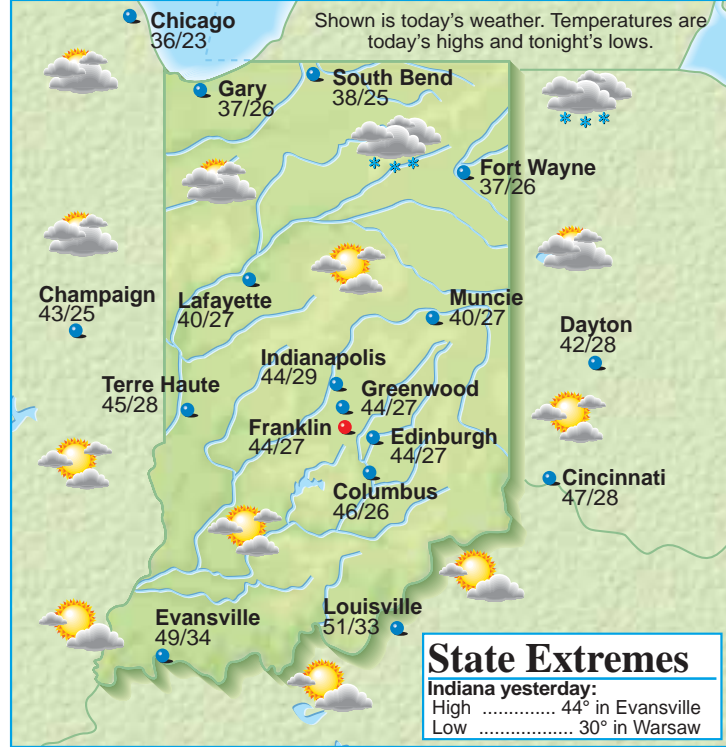 Shown is today's weather. Temperatures are
today's highs and tonight's lows.
Chicago
36/23
Gary
37/26
South Bend
38/25
Fort Wayne
37/26
Champaign
43/25
Lafayette
40/27
Muncie
40/27
Dayton
42/28
Indianapolis
44/29
Terre Haute
45/28
Greenwood
44/27
Franklin
44/27
Edinburgh
44/27
Columbus
46/26
Cincinnati
47/28
Evansville
49/34
Louisville
51/33
State Extremes
Indiana yesterday:
High ............. 44° in Evansville
Low .................. 30° in Warsaw